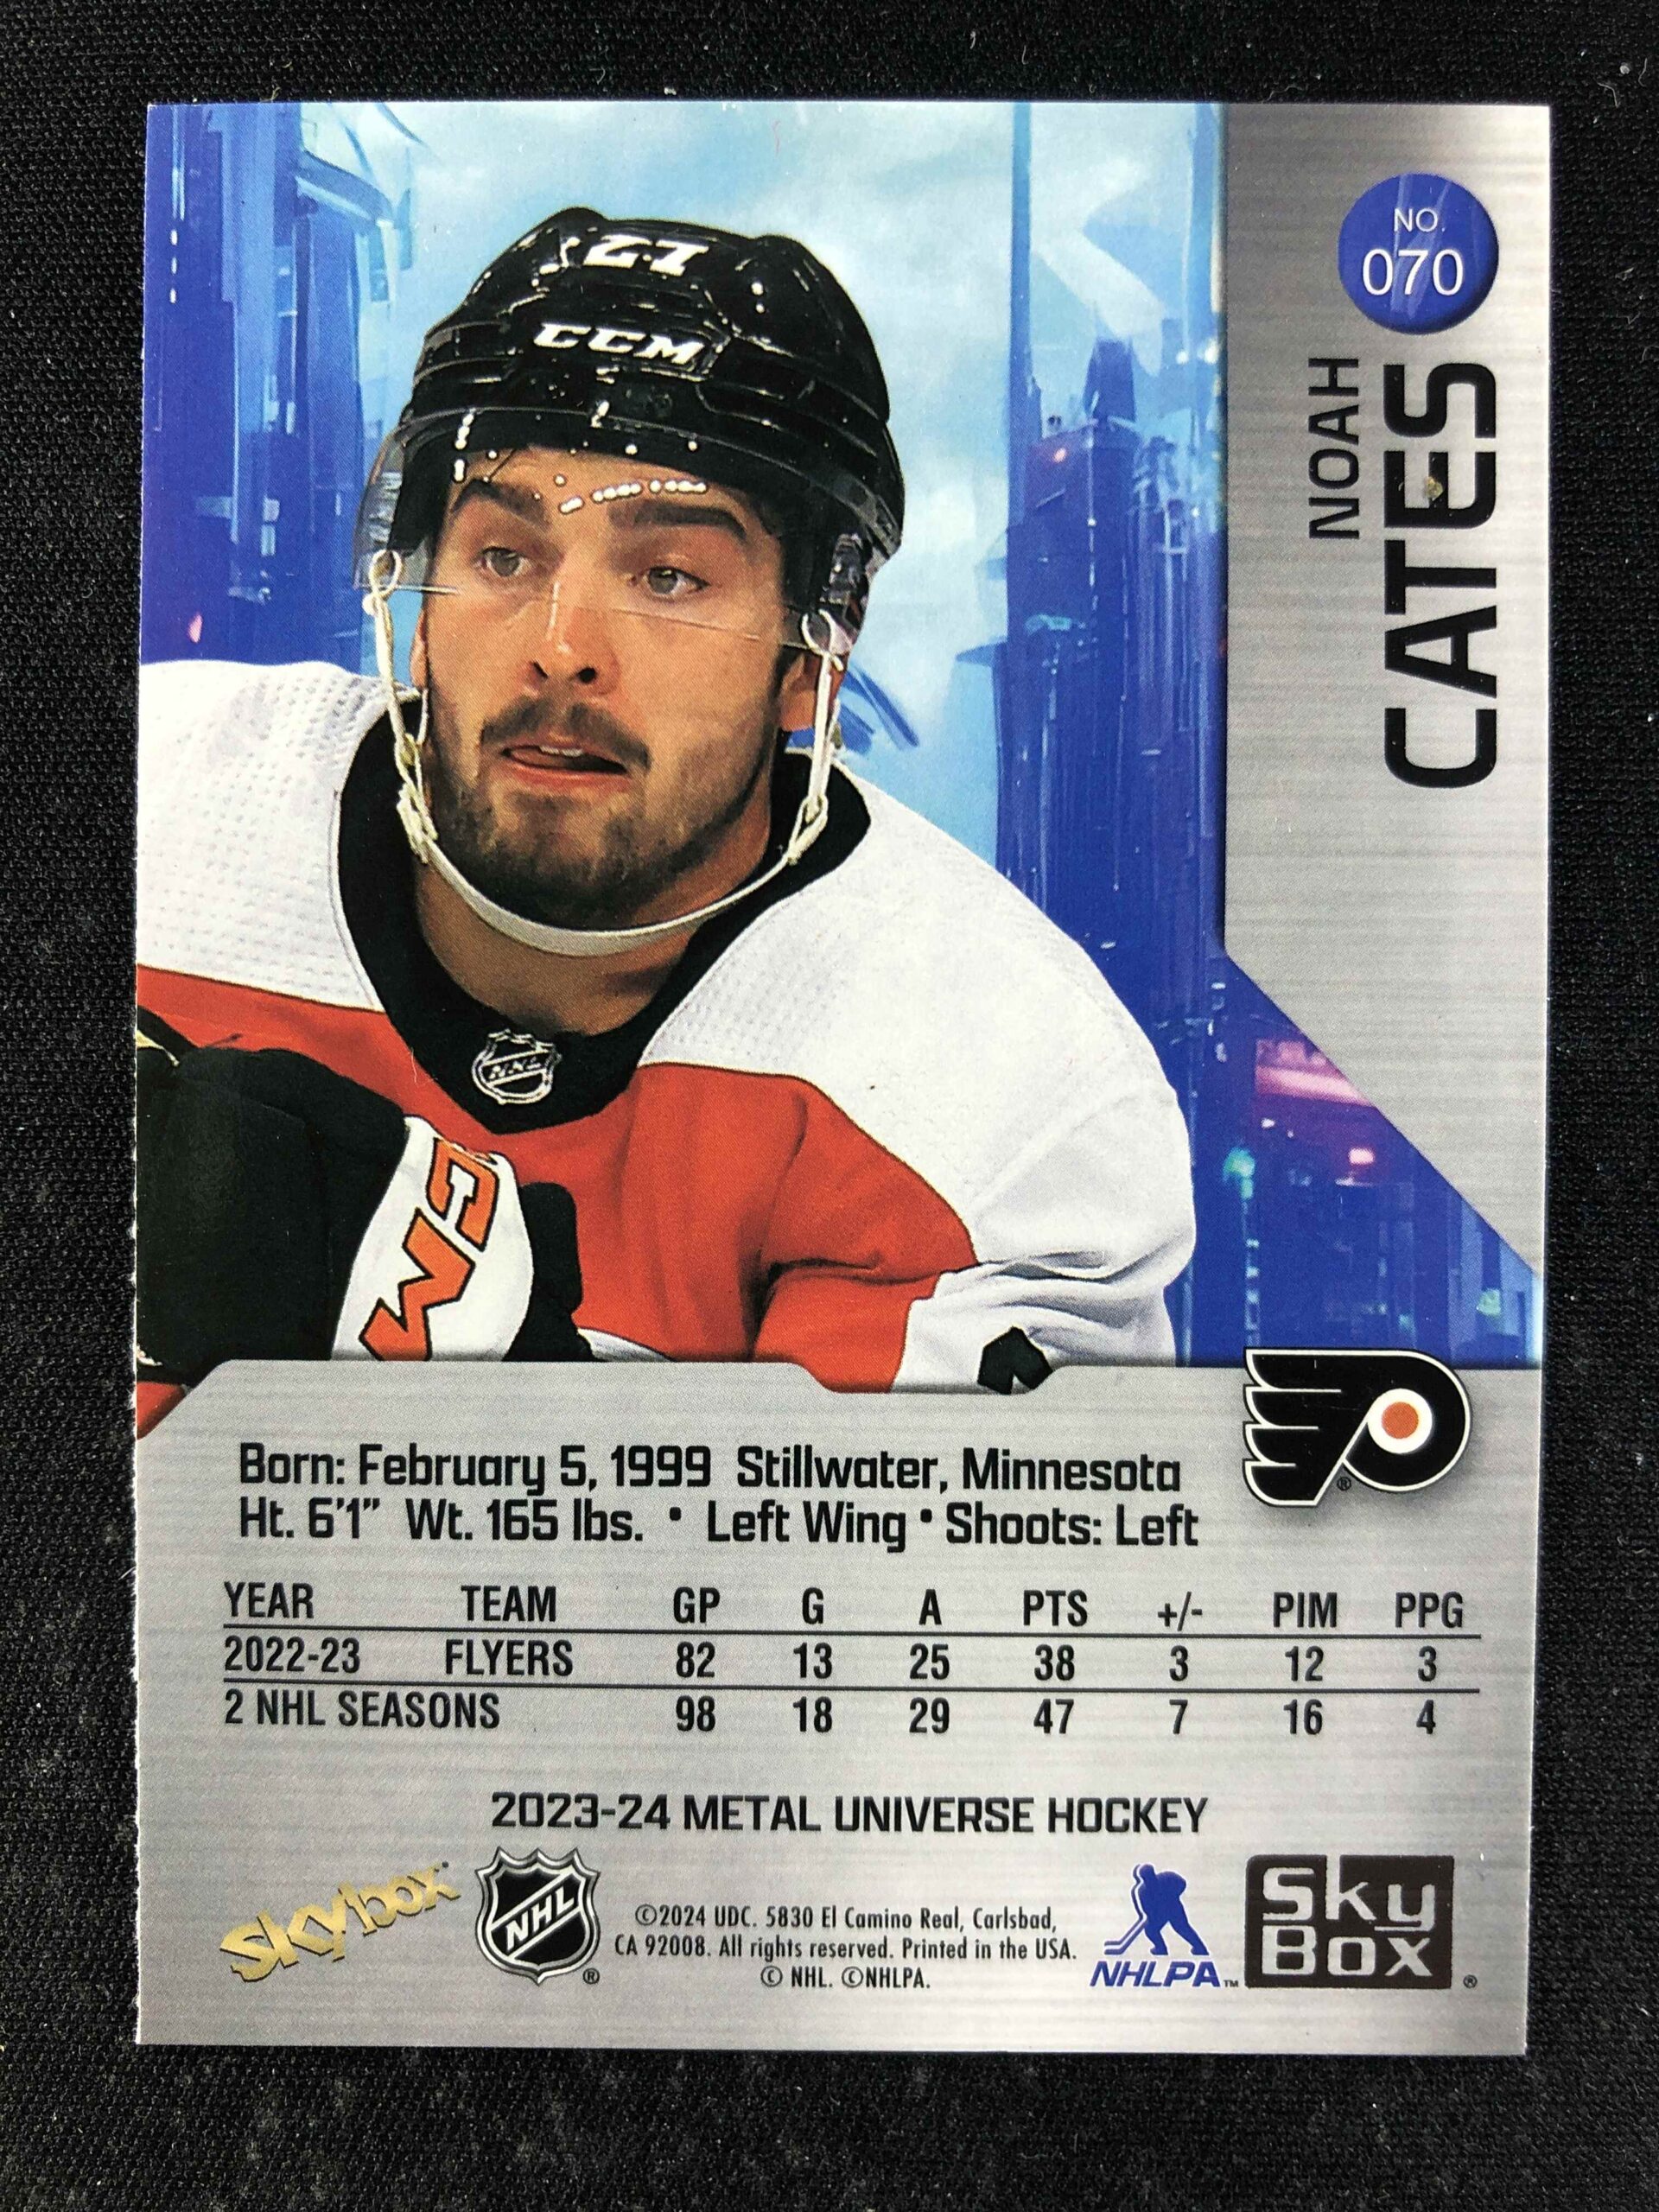 NO.
070
NOAH
CATES
27
CCM
NHL
CCM
Born: February 5, 1999 Stillwater, Minnesota
Ht. 6'1" Wt. 165 lbs. • Left Wing • Shoots: Left
®
YEAR TEAM GP G A PTS +/- PIM PPG
2022-23 FLYERS 82 13 25 38 3 12 3
2 NHL SEASONS 98 18 29 47 7 16 4
2023-24 METAL UNIVERSE HOCKEY
skybox
NHL ®
©2024 UDC. 5830 El Camino Real, Carlsbad,
CA 92008. All rights reserved. Printed in the USA.
© NHL. ©NHLPA.
NHLPA™
Sky
Box ®